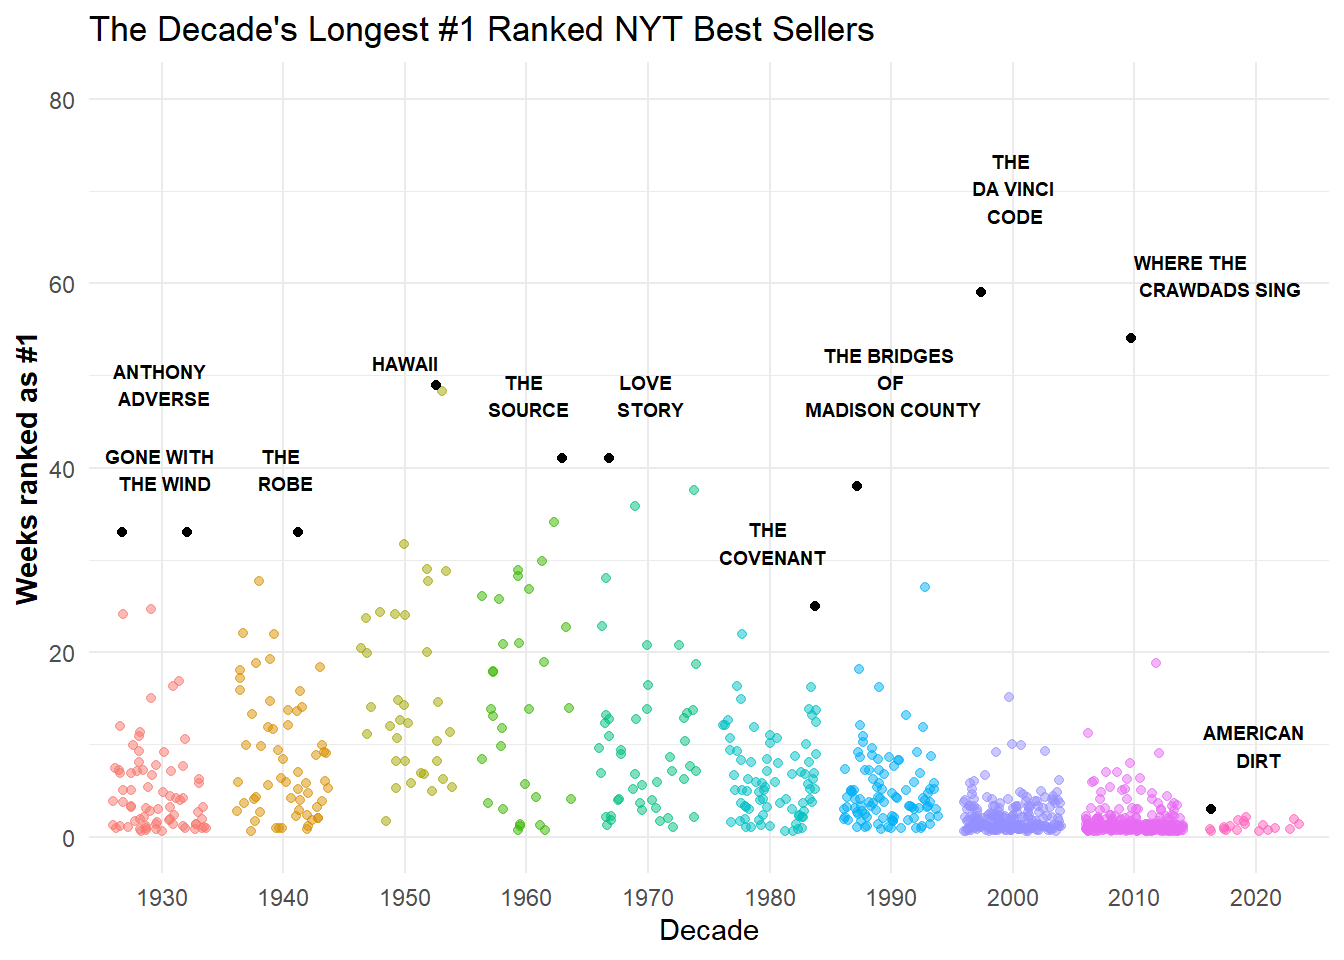 The Decade's Longest #1 Ranked NYT Best Sellers
Weeks ranked as #1
80
60
40
20
0
ANTHONY
ADVERSE
GONE WITH
THE WIND
THE
ROBE
HAWAII
THE
SOURCE
LOVE
STORY
THE
COVENANT
THE BRIDGES
OF
MADISON COUNTY
THE
DA VINCI
CODE
WHERE THE
CRAWDADS SING
AMERICAN
DIRT
1930
1940
1950
1960
1970
1980
1990
2000
2010
2020
Decade